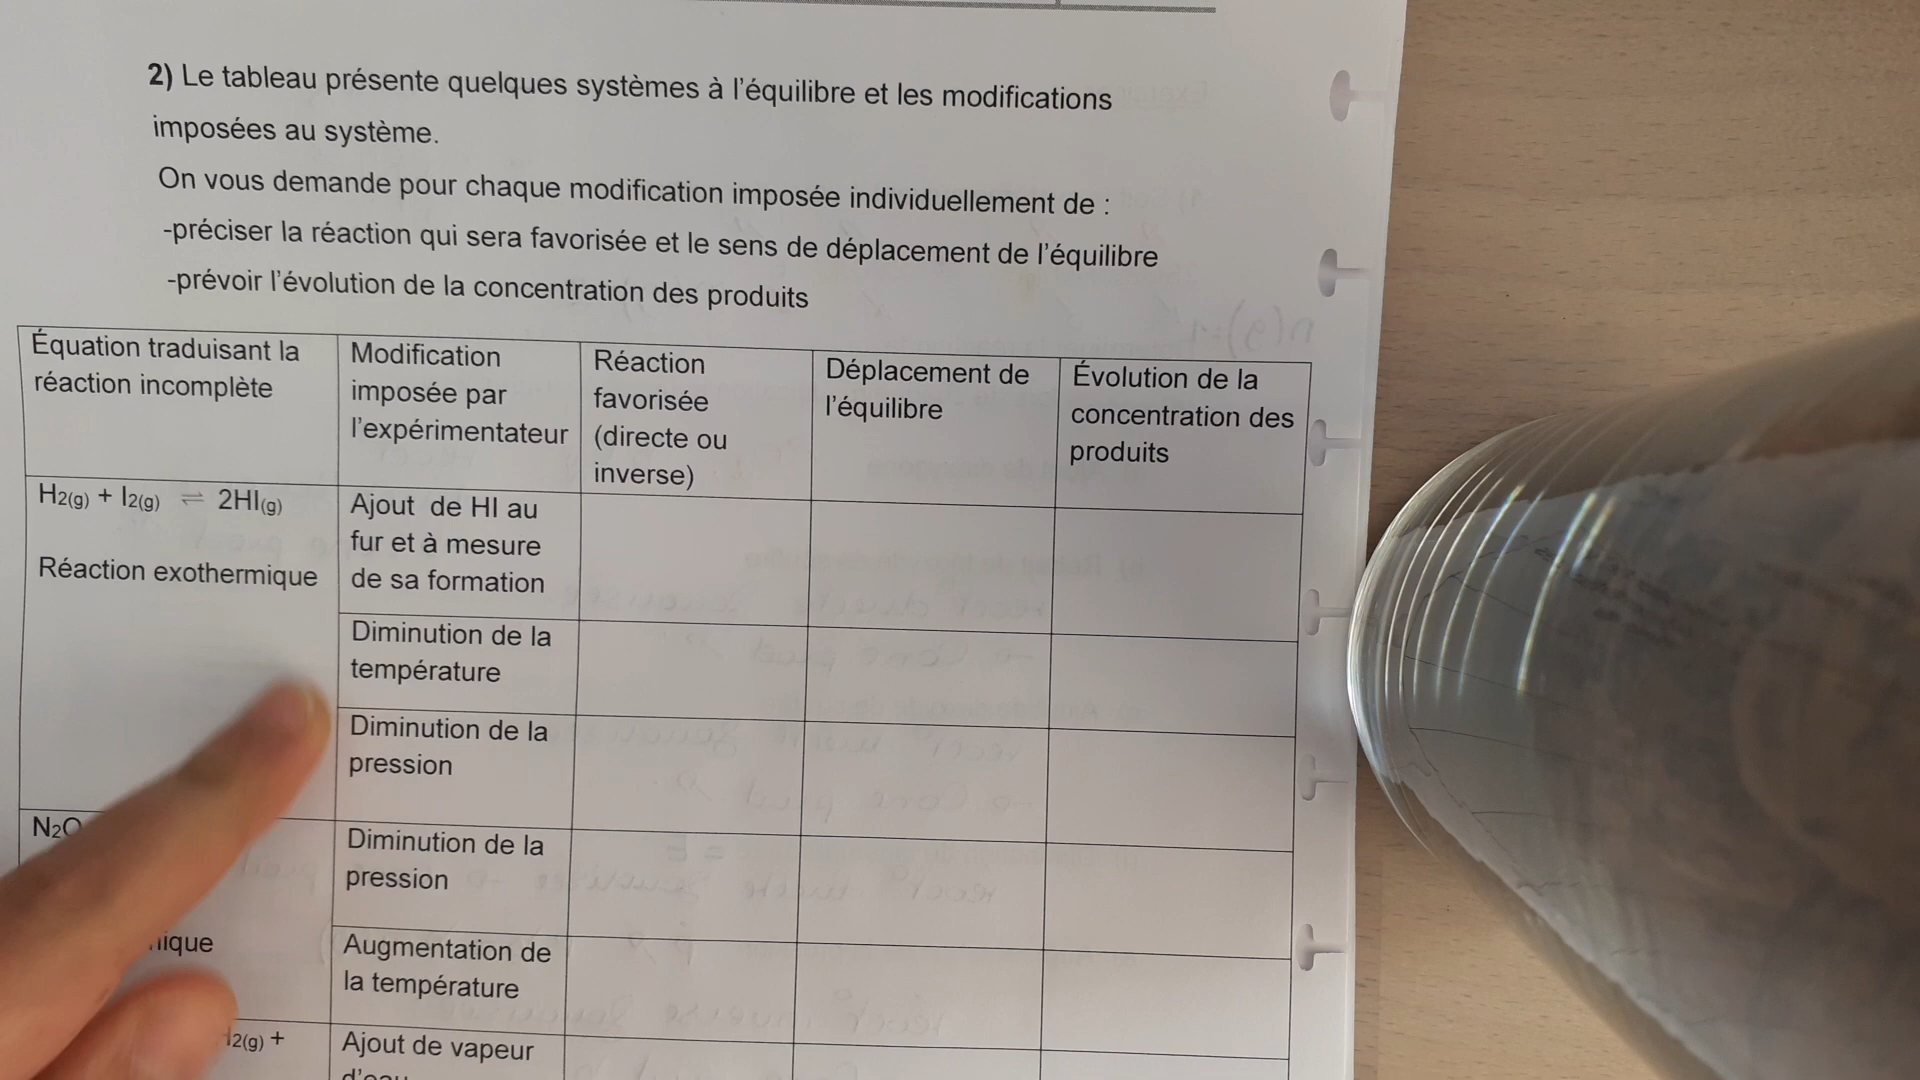 2) Le tableau présente quelques systèmes à l'équilibre et les modifications
imposées au système.
On vous demande pour chaque modification imposée individuellement de :
-préciser la réaction qui sera favorisée et le sens de déplacement de l'équilibre
-prévoir l'évolution de la concentration des produits
Équation traduisant la
réaction incomplète
Modification
imposée par
l'expérimentateur
Réaction
favorisée
(directe ou
inverse)
Déplacement de
l'équilibre
Évolution de la
concentration des
produits
H2(g) + I2(g) ⇌ 2HI(g)
Réaction exothermique
Ajout de HI au
fur et à mesure
de sa formation
Diminution de la
température
Diminution de la
pression
Diminution de la
pression
Augmentation de
la température
Ajout de vapeur